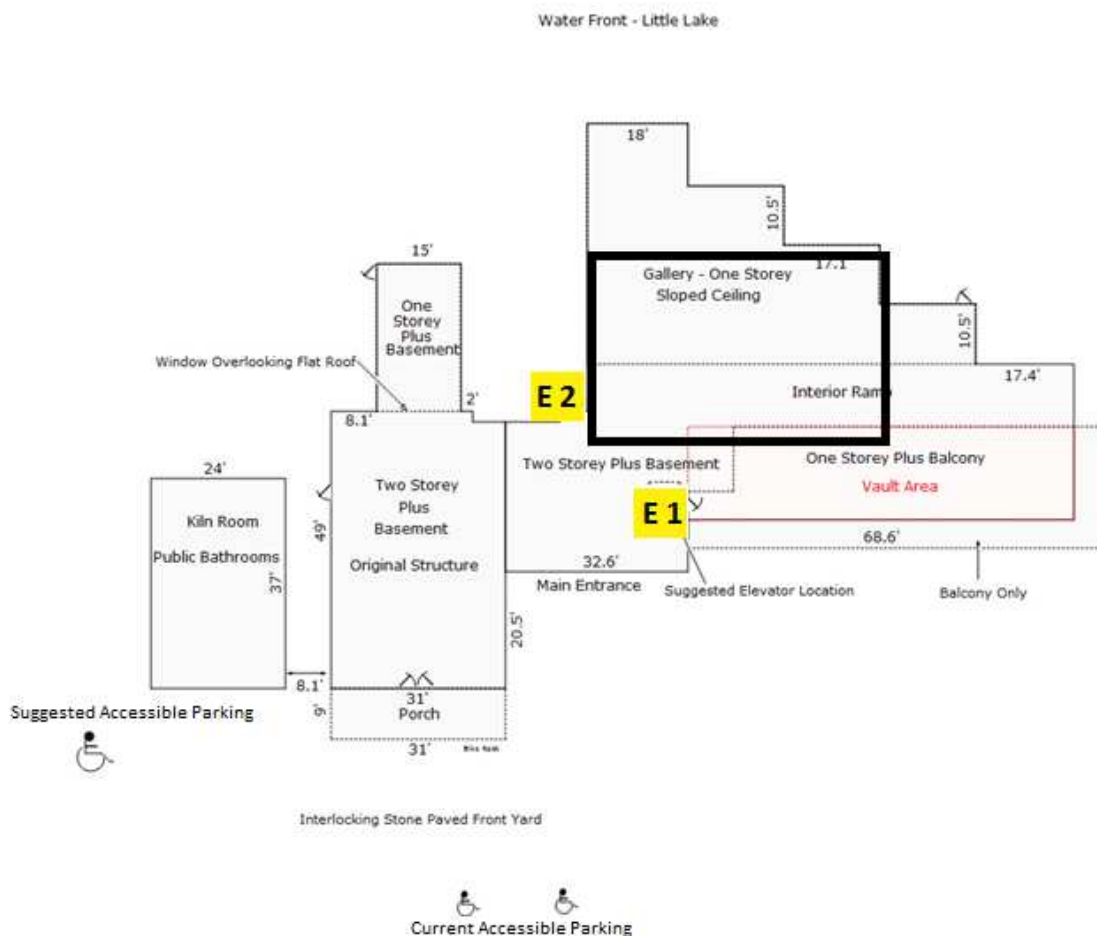 Water Front - Little Lake
18'
10.5'
15'
17.1
Gallery - One Storey
Sloped Ceiling
One
Storey
Plus
Basement
10.5'
Window Overlooking Flat Roof
17.4'
2'
E 2
Interior Ramp
8.1'
Two Storey Plus Basement
One Storey Plus Balcony
24'
Two Storey
Plus
Basement
Vault Area
E 1
Kiln Room
49'
68.6'
Public Bathrooms
Original Structure
32.6'
37'
Main Entrance
Suggested Elevator Location
Balcony Only
20.5'
8.1'
31'
9'
Porch
Suggested Accessible Parking
31'
Interlocking Stone Paved Front Yard
Current Accessible Parking